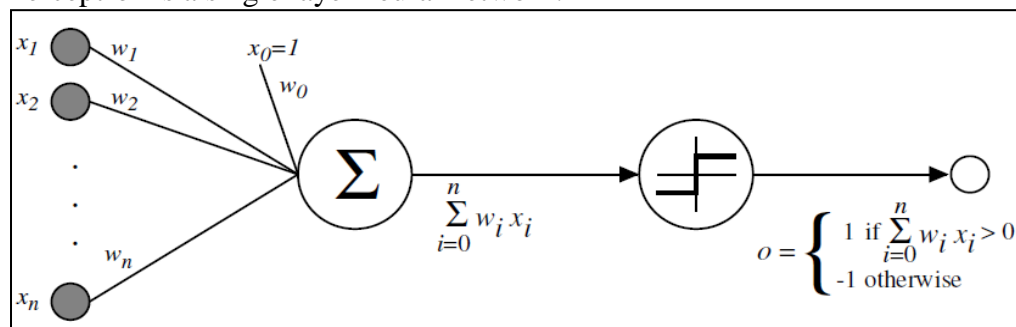 x1 w1 x0=1
w0
x2 w2
.
.
.
wn
xn
Σ
n
Σ wi xi
i=0
o = { 1 if n Σ i=0 wi xi > 0
-1 otherwise